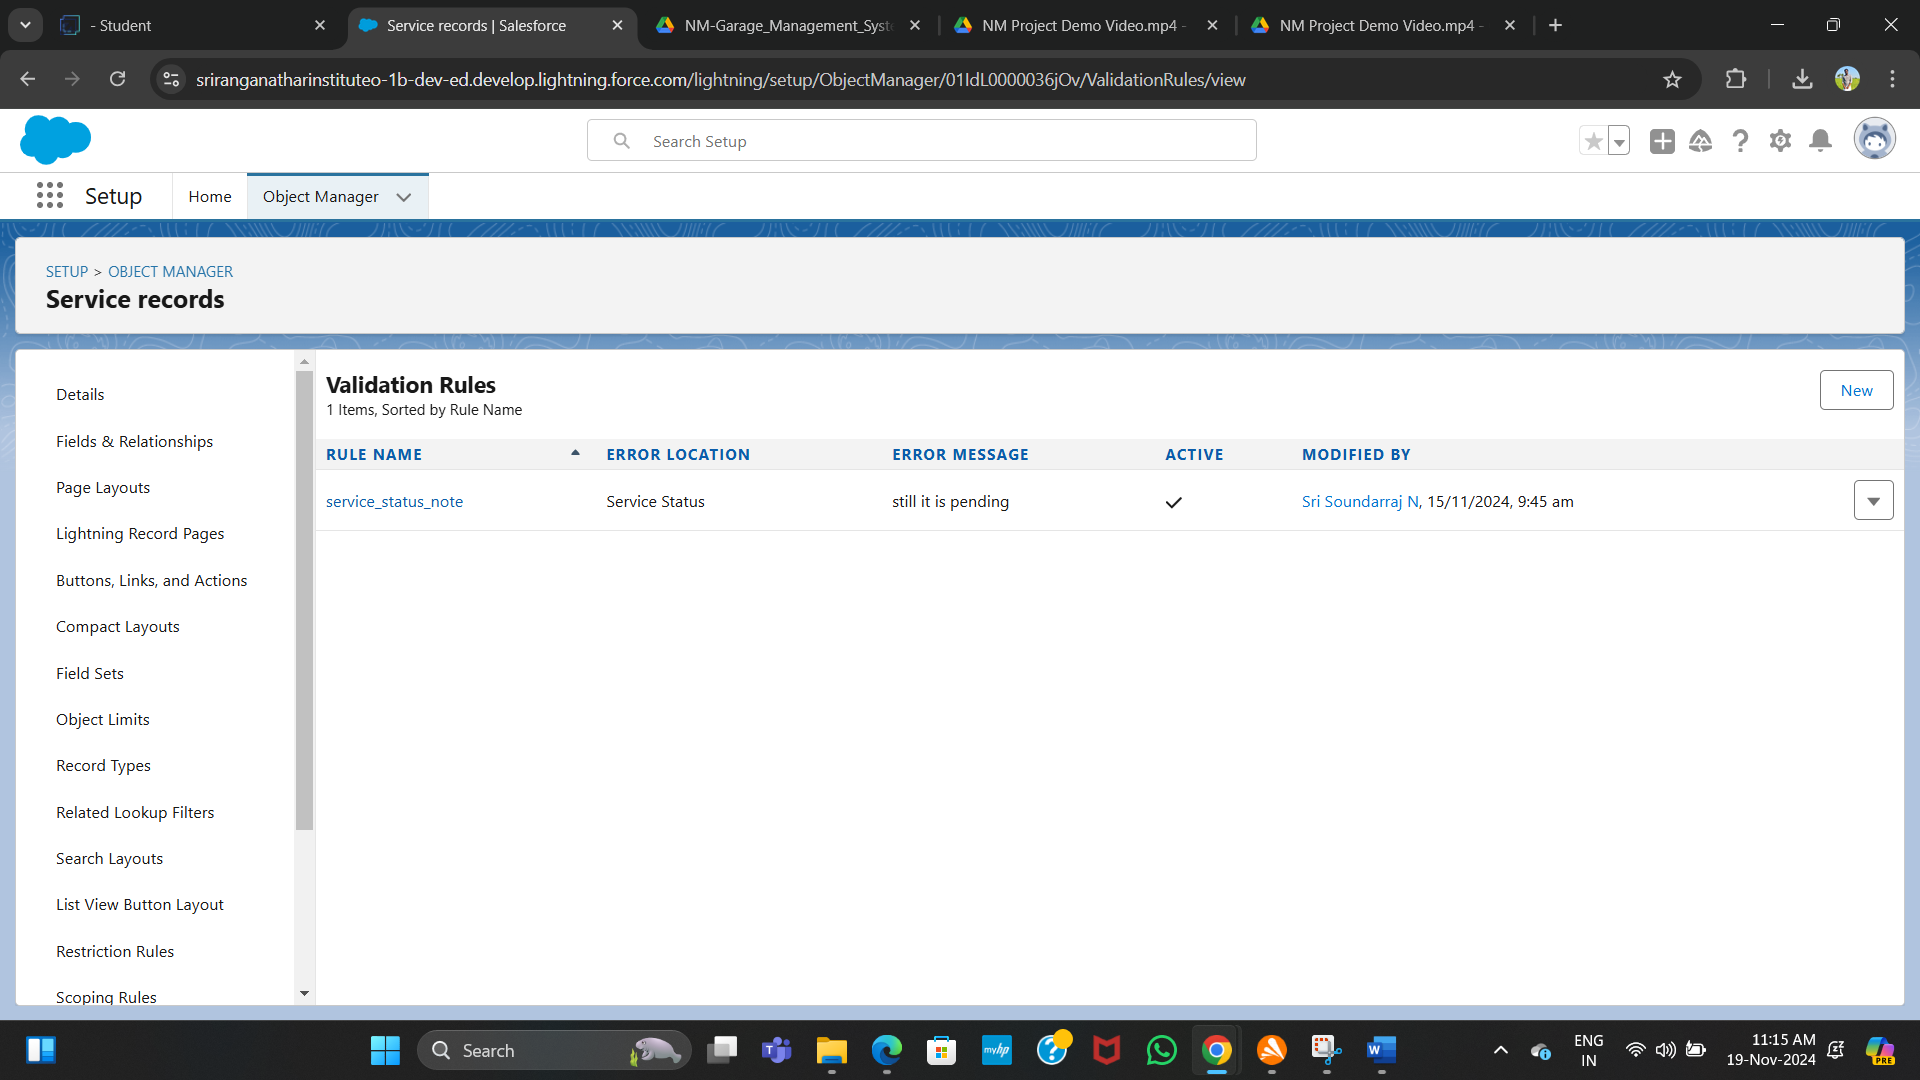 - Student
Service records | Salesforce
NM-Garage_Management_Syste
NM Project Demo Video.mp4 -
NM Project Demo Video.mp4 -
sriranganatharinstituteo-1b-dev-ed.develop.lightning.force.com/lightning/setup/ObjectManager/01IdL0000036jOv/ValidationRules/view
Search Setup
Setup
Home
Object Manager
SETUP > OBJECT MANAGER
Service records
Details
Fields & Relationships
Page Layouts
Lightning Record Pages
Buttons, Links, and Actions
Compact Layouts
Field Sets
Object Limits
Record Types
Related Lookup Filters
Search Layouts
List View Button Layout
Restriction Rules
Scoping Rules
Validation Rules
1 Items, Sorted by Rule Name
New
RULE NAME ERROR LOCATION ERROR MESSAGE ACTIVE MODIFIED BY
service_status_note Service Status still it is pending Sri Soundarraj N, 15/11/2024, 9:45 am
Search
myhp
ENG
IN
11:15 AM
19-Nov-2024
PRE